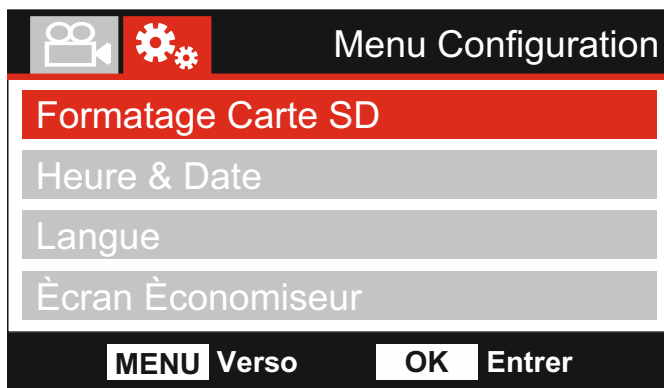 Menu Configuration
Formatage Carte SD
Heure & Date
Langue
Ècran Èconomiseur
MENU Verso OK Entrer